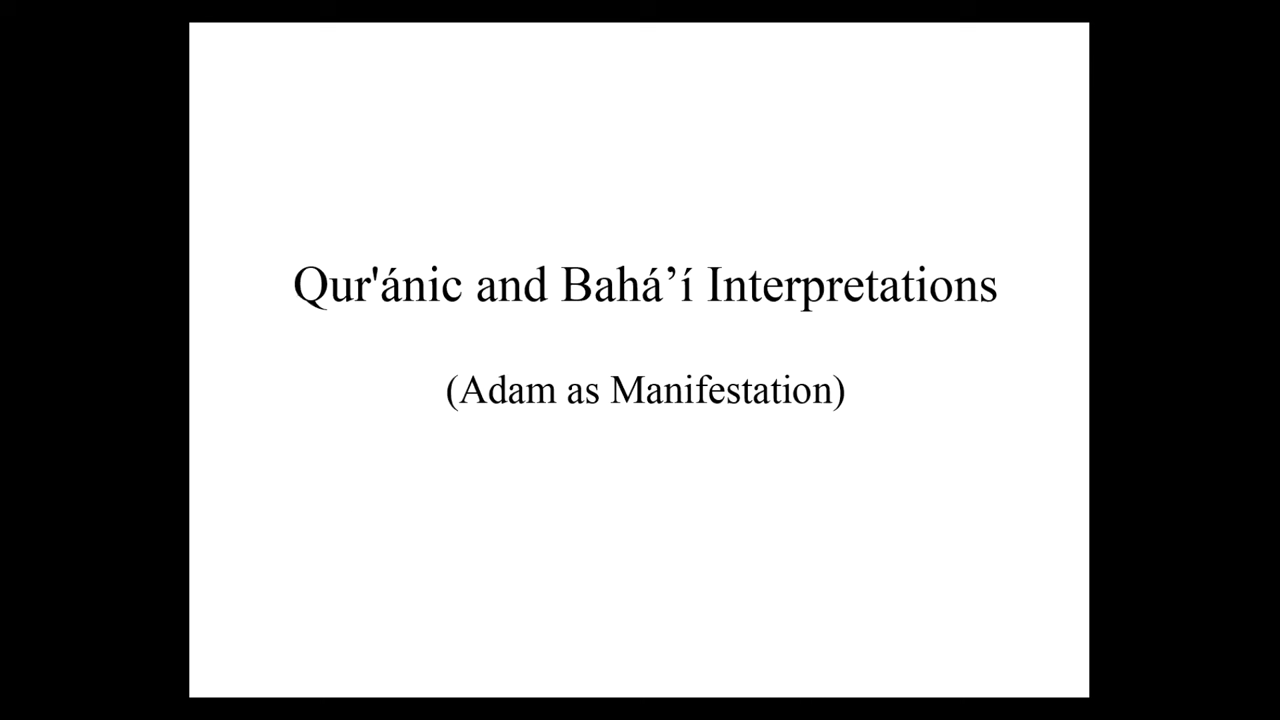 Qur'ánic and Bahá’í Interpretations
(Adam as Manifestation)